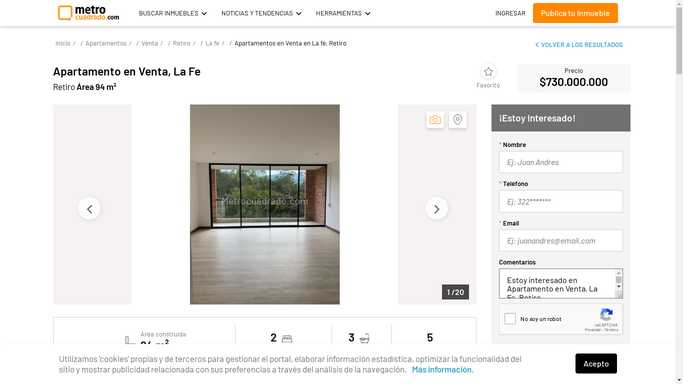 metro
cuadrado.com
BUSCAR INMUEBLES
NOTICIAS Y TENDENCIAS
HERRAMIENTAS
INGRESAR
Publica tu inmueble
Inicio / / Apartamentos / / Venta / / Retiro / / La fe / / Apartamentos en Venta en La fe, Retiro
VOLVER A LOS RESULTADOS
Apartamento en Venta, La Fe
Retiro Área 94 m²
Favorito
Precio
$730.000.000
Metrocuadrado.com
1 / 20
¡Estoy Interesado!
* Nombre
Ej: Juan Andres
* Teléfono
Ej: 322*******
* Email
Ej: juanandres@email.com
Comentarios
Estoy interesado en
Apartamento en Venta, La
Fe, Retiro
No soy un robot
reCAPTCHA
Privacidad - Términos
Área construida
94 m²
2
3
5
Utilizamos 'cookies' propias y de terceros para gestionar el portal, elaborar información estadística, optimizar la funcionalidad del
sitio y mostrar publicidad relacionada con sus preferencias a través del análisis de la navegación. Más información.
Acepto